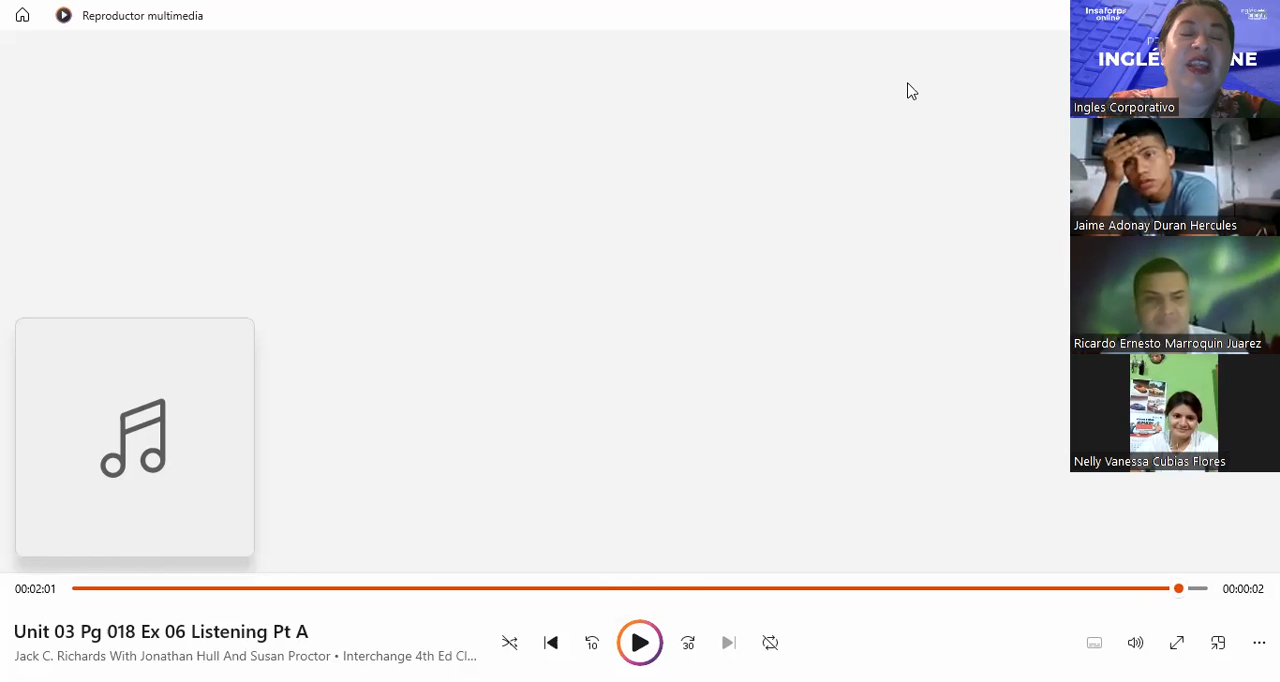 Reproductor multimedia
Insaforp
online
INGLÉ NE
Ingles Corporativo
Jaime Adonay Duran Hercules
Ricardo Ernesto Marroquin Juarez
Nelly Vanessa Cubias Flores
00:02:01
00:00:02
Unit 03 Pg 018 Ex 06 Listening Pt A
Jack C. Richards With Jonathan Hull And Susan Proctor • Interchange 4th Ed Cl...
10
30